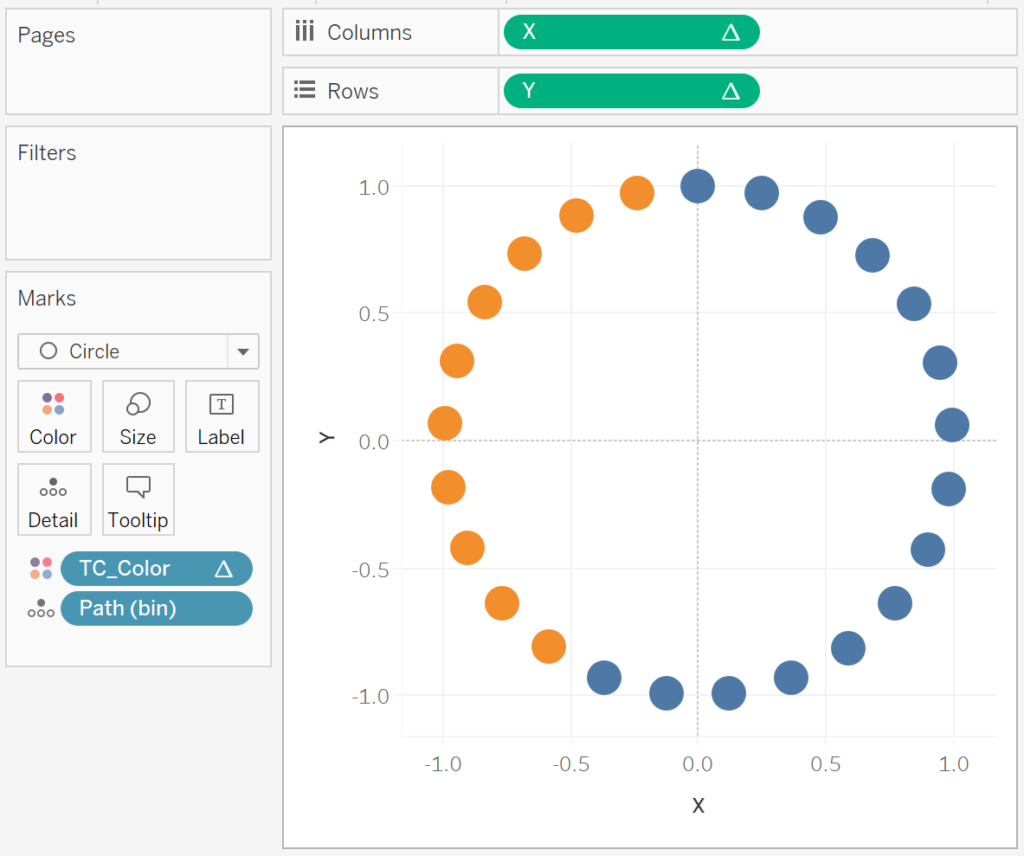 Pages
Columns X
Rows Y
Filters
Marks
Circle
Color Size T Label
Detail Tooltip
TC_Color
Path (bin)
Y
1.0
0.5
0.0
-0.5
-1.0
-1.0 -0.5 0.0 0.5 1.0
X